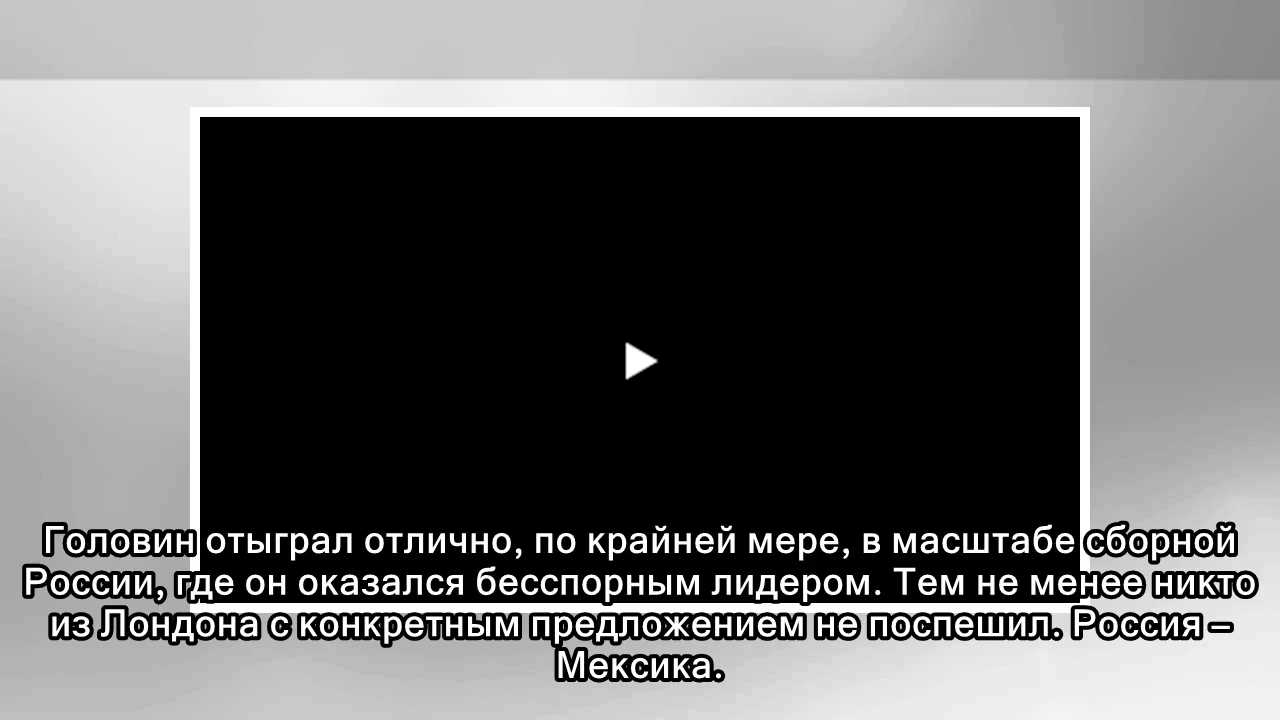 Головин отыграл отлично, по крайней мере, в масштабе сборной
России, где он оказался бесспорным лидером. Тем не менее никто
из Лондона с конкретным предложением не поспешил. Россия –
Мексика.